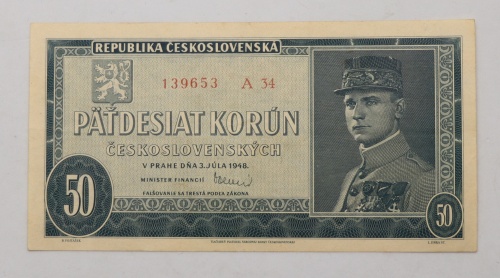 REPUBLIKA ČESKOSLOVENSKÁ
139653 A 34
PÄŤDESIAT KORÚN
ČESKOSLOVENSKÝCH
V PRAHE DŇA 3. JÚLA 1948.
MINISTER FINANCIÍ
FALŠOVANIE SA TRESTÁ PODĽA ZÁKONA
50
50